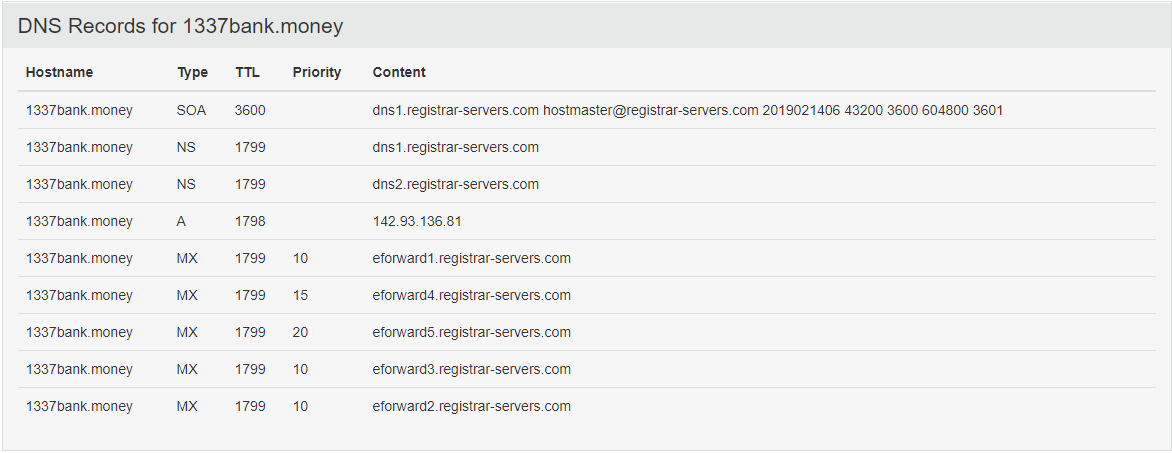 DNS Records for 1337bank.money
Hostname Type TTL Priority Content
1337bank.money SOA 3600 dns1.registrar-servers.com hostmaster@registrar-servers.com 2019021406 43200 3600 604800 3601
1337bank.money NS 1799 dns1.registrar-servers.com
1337bank.money NS 1799 dns2.registrar-servers.com
1337bank.money A 1798 142.93.136.81
1337bank.money MX 1799 10 eforward1.registrar-servers.com
1337bank.money MX 1799 15 eforward4.registrar-servers.com
1337bank.money MX 1799 20 eforward5.registrar-servers.com
1337bank.money MX 1799 10 eforward3.registrar-servers.com
1337bank.money MX 1799 10 eforward2.registrar-servers.com